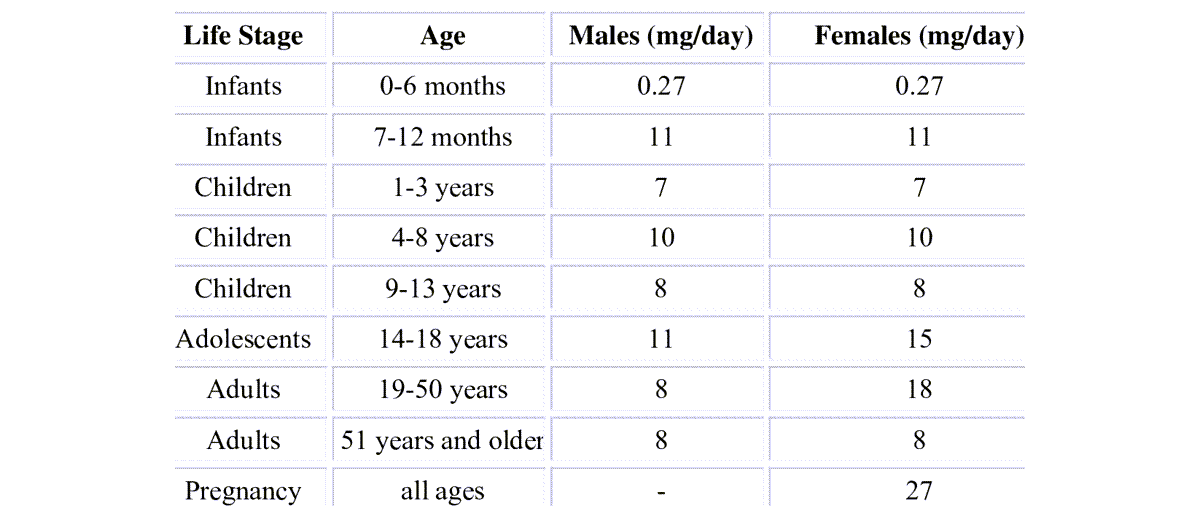 Life Stage Age Males (mg/day) Females (mg/day)
Infants 0-6 months 0.27 0.27
Infants 7-12 months 11 11
Children 1-3 years 7 7
Children 4-8 years 10 10
Children 9-13 years 8 8
Adolescents 14-18 years 11 15
Adults 19-50 years 8 18
Adults 51 years and older 8 8
Pregnancy all ages - 27